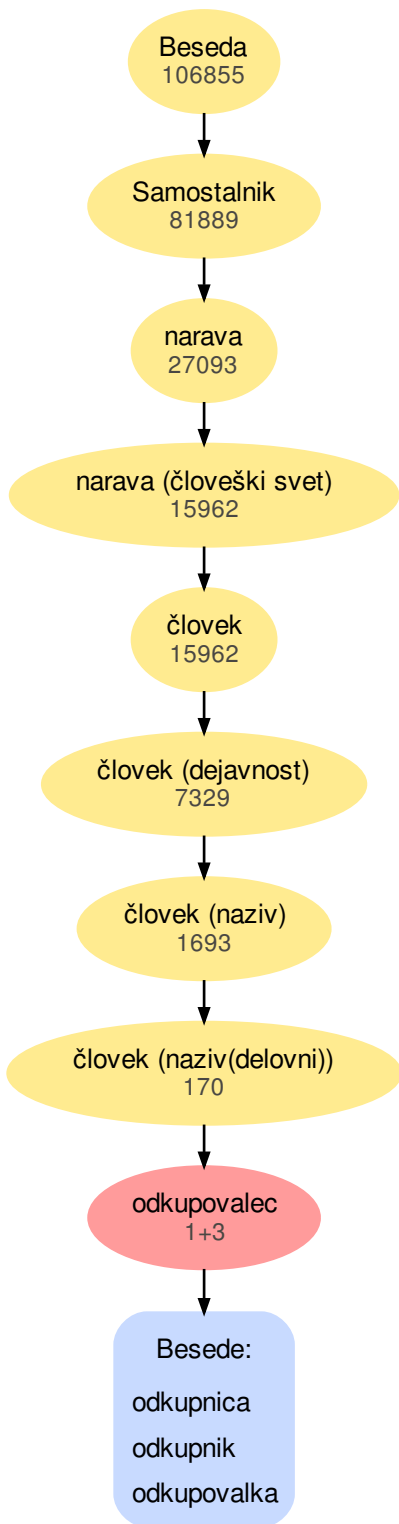 Beseda
106855
Samostalnik
81889
narava
27093
narava (človeški svet)
15962
človek
15962
človek (dejavnost)
7329
človek (naziv)
1693
človek (naziv(delovni))
170
odkupovalec
1+3
Besede:
odkupnica
odkupnik
odkupovalka